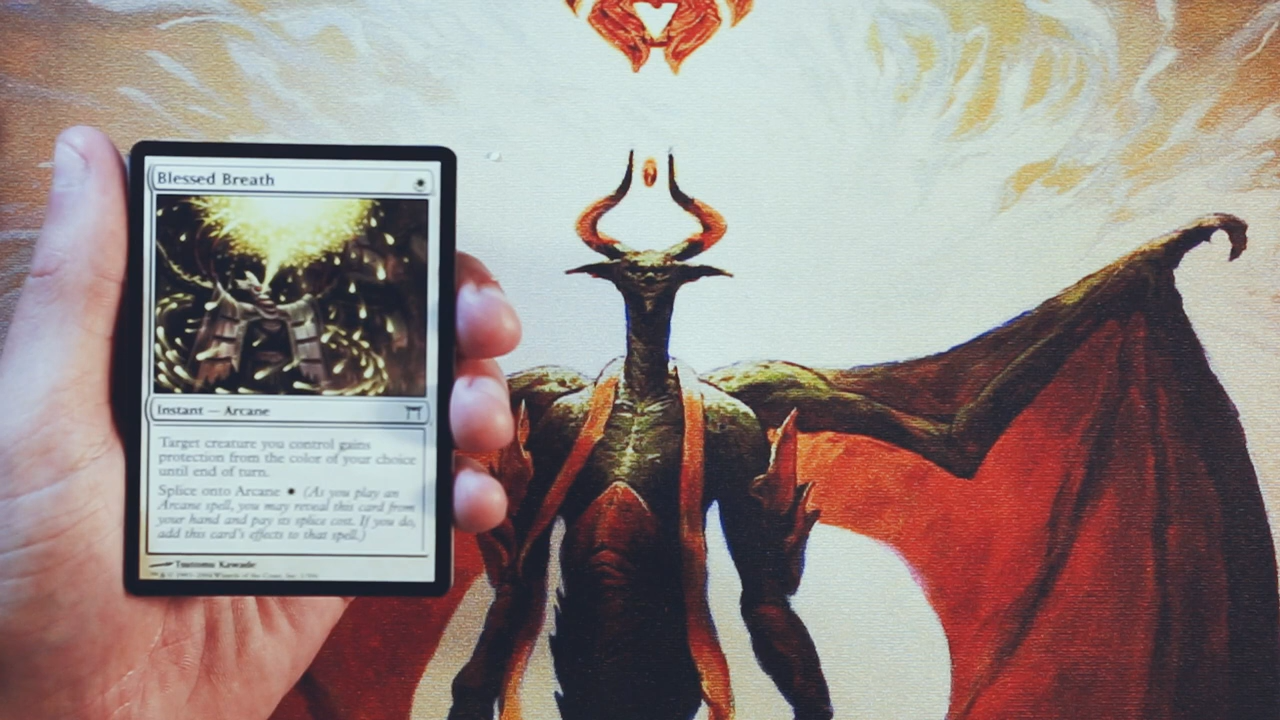 Blessed Breath
Instant — Arcane
Target creature you control gains
protection from the color of your choice
until end of turn.
Splice onto Arcane (As you play an
Arcane spell, you may reveal this card from
your hand and pay its splice cost. If you do,
add this card's effects to that spell.)
Tsutomu Kawade